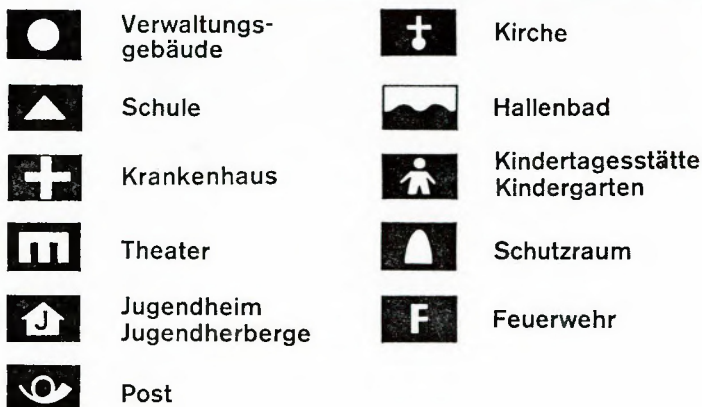 Verwaltungs-
gebäude
Schule
Krankenhaus
Theater
J
Jugendheim
Jugendherberge
Post
Kirche
Hallenbad
Kindertagesstätte
Kindergarten
Schutzraum
F
Feuerwehr